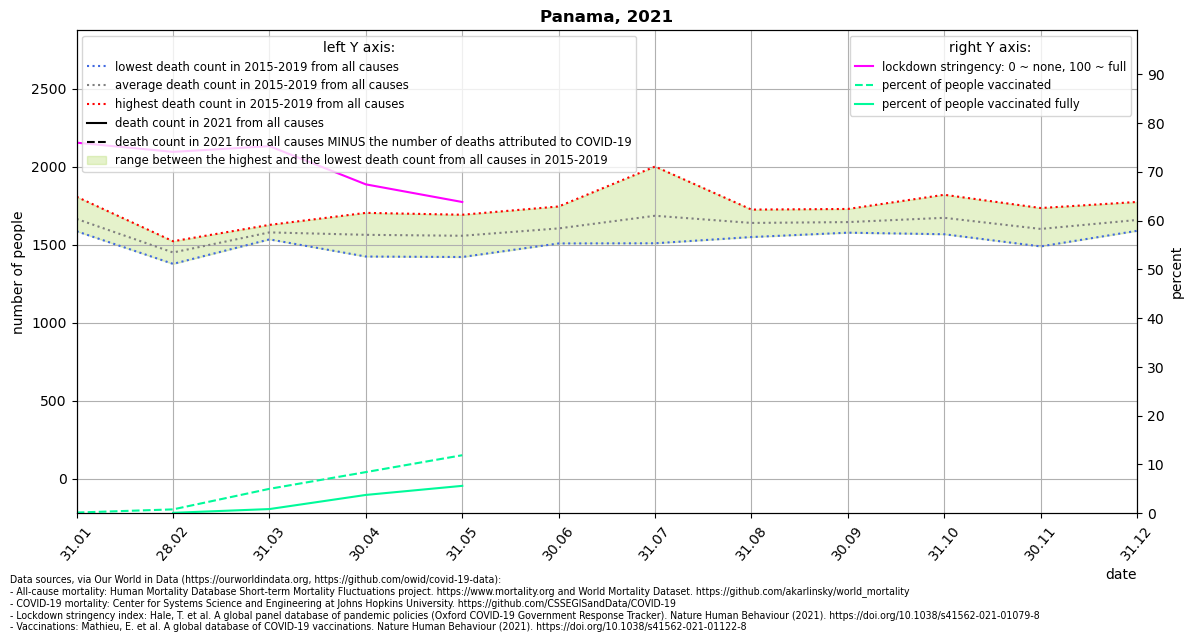 Panama, 2021
left Y axis:
lowest death count in 2015-2019 from all causes
average death count in 2015-2019 from all causes
highest death count in 2015-2019 from all causes
death count in 2021 from all causes
death count in 2021 from all causes MINUS the number of deaths attributed to COVID-19
range between the highest and the lowest death count from all causes in 2015-2019
right Y axis:
lockdown stringency: 0 ~ none, 100 ~ full
percent of people vaccinated
percent of people vaccinated fully
number of people
2500
2000
1500
1000
500
0
percent
90
80
70
60
50
40
30
20
10
0
31.01
28.02
31.03
30.04
31.05
30.06
31.07
31.08
30.09
31.10
30.11
31.12
date
Data sources, via Our World in Data (https://ourworldindata.org, https://github.com/owid/covid-19-data):
- All-cause mortality: Human Mortality Database Short-term Mortality Fluctuations project. https://www.mortality.org and World Mortality Dataset. https://github.com/akarlinsky/world_mortality
- COVID-19 mortality: Center for Systems Science and Engineering at Johns Hopkins University. https://github.com/CSSEGISandData/COVID-19
- Lockdown stringency index: Hale, T. et al. A global panel database of pandemic policies (Oxford COVID-19 Government Response Tracker). Nature Human Behaviour (2021). https://doi.org/10.1038/s41562-021-01079-8
- Vaccinations: Mathieu, E. et al. A global database of COVID-19 vaccinations. Nature Human Behaviour (2021). https://doi.org/10.1038/s41562-021-01122-8